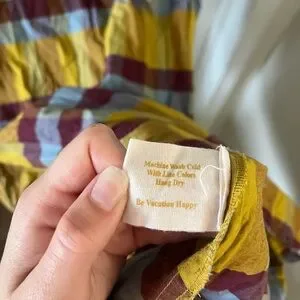 Machine Wash Cold
With Like Colors
Hang Dry
Be Vacation Happy